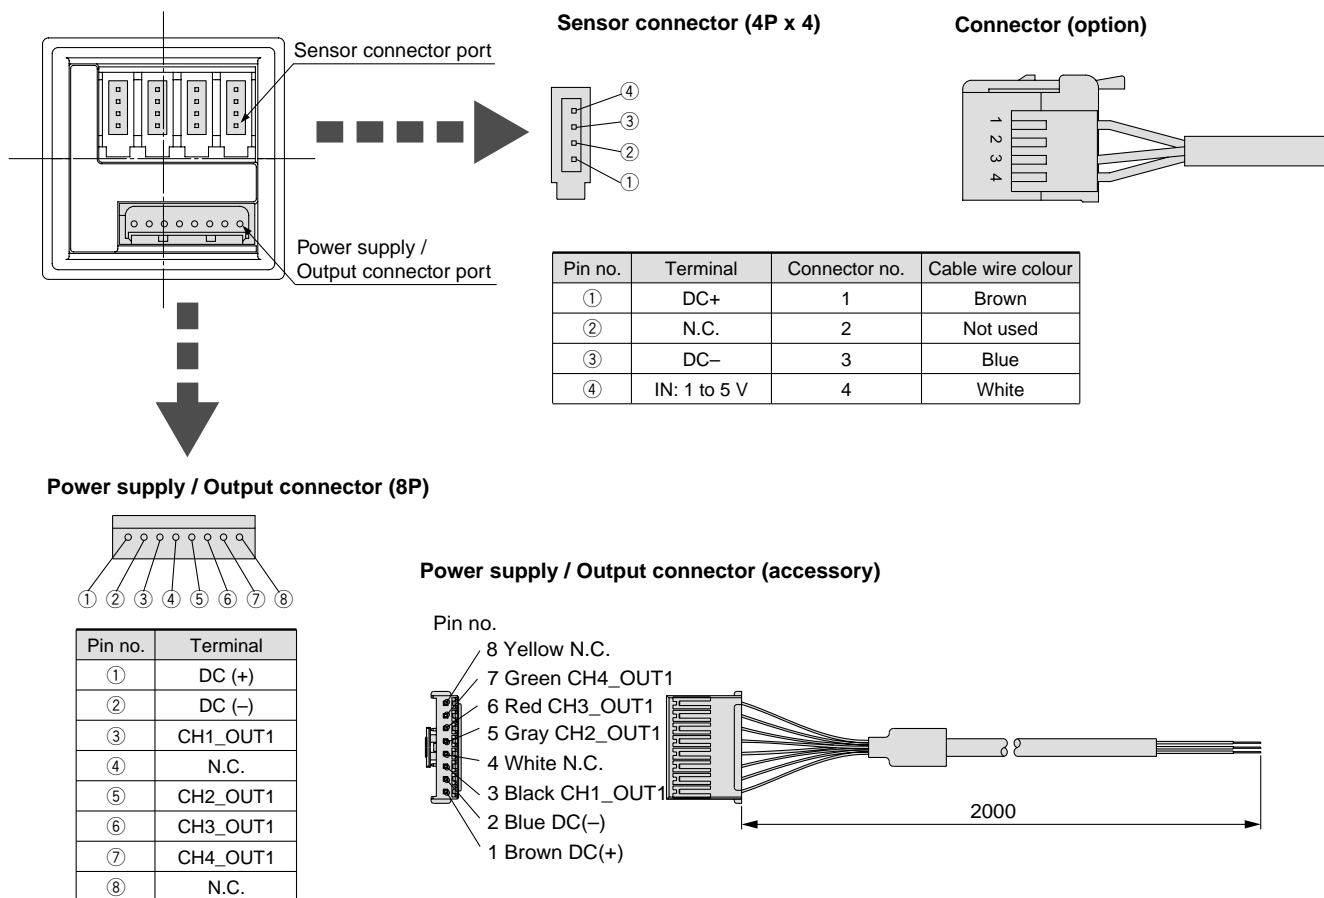 Sensor connector (4P x 4)
Connector (option)
Sensor connector port
④
③
②
①
1
2
3
4
Power supply /
Output connector port
Pin no. Terminal Connector no. Cable wire colour
① DC+ 1 Brown
② N.C. 2 Not used
③ DC– 3 Blue
④ IN: 1 to 5 V 4 White
Power supply / Output connector (8P)
① ② ③ ④ ⑤ ⑥ ⑦ ⑧
Pin no. Terminal
① DC (+)
② DC (–)
③ CH1_OUT1
④ N.C.
⑤ CH2_OUT1
⑥ CH3_OUT1
⑦ CH4_OUT1
⑧ N.C.
Power supply / Output connector (accessory)
Pin no.
8 Yellow N.C.
7 Green CH4_OUT1
6 Red CH3_OUT1
5 Gray CH2_OUT1
4 White N.C.
3 Black CH1_OUT1
2 Blue DC(–)
1 Brown DC(+)
2000